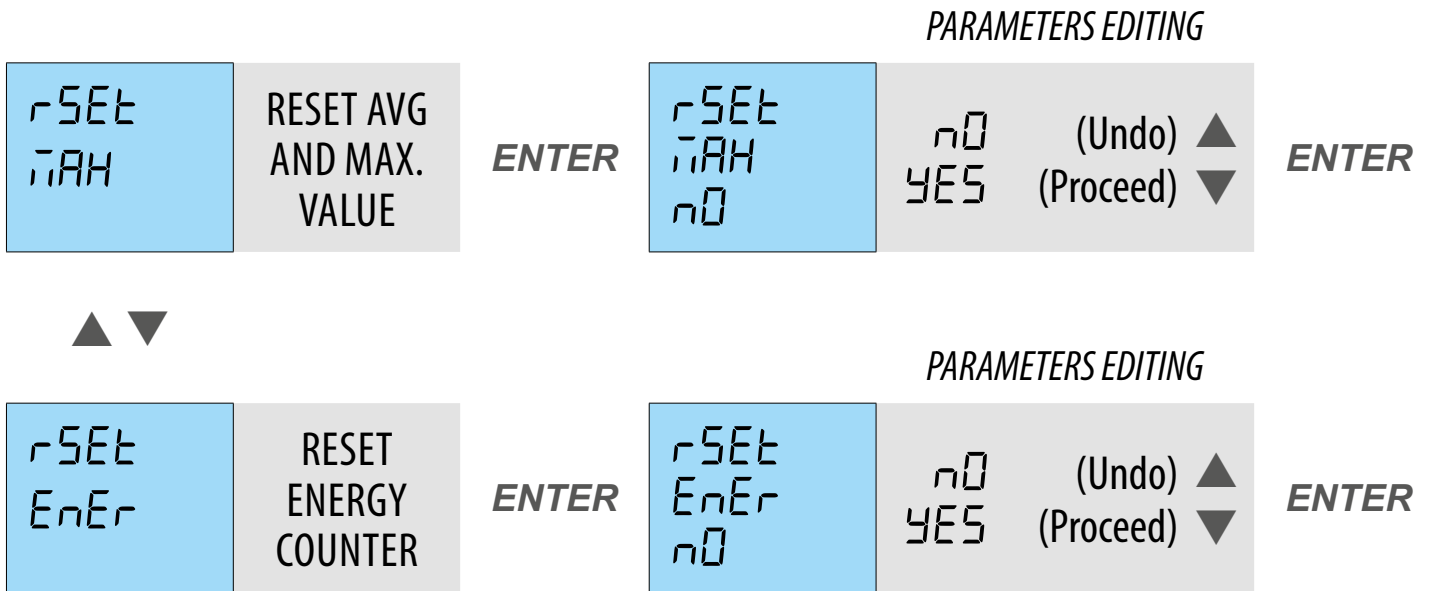 PARAMETERS EDITING
rSEt
mAH
RESET AVG
AND MAX.
VALUE
ENTER
rSEt
mAH
nO
nO (Undo) ▲
YES (Proceed) ▼
ENTER
▲ ▼
PARAMETERS EDITING
rSEt
EnEr
RESET
ENERGY
COUNTER
ENTER
rSEt
EnEr
nO
nO (Undo) ▲
YES (Proceed) ▼
ENTER